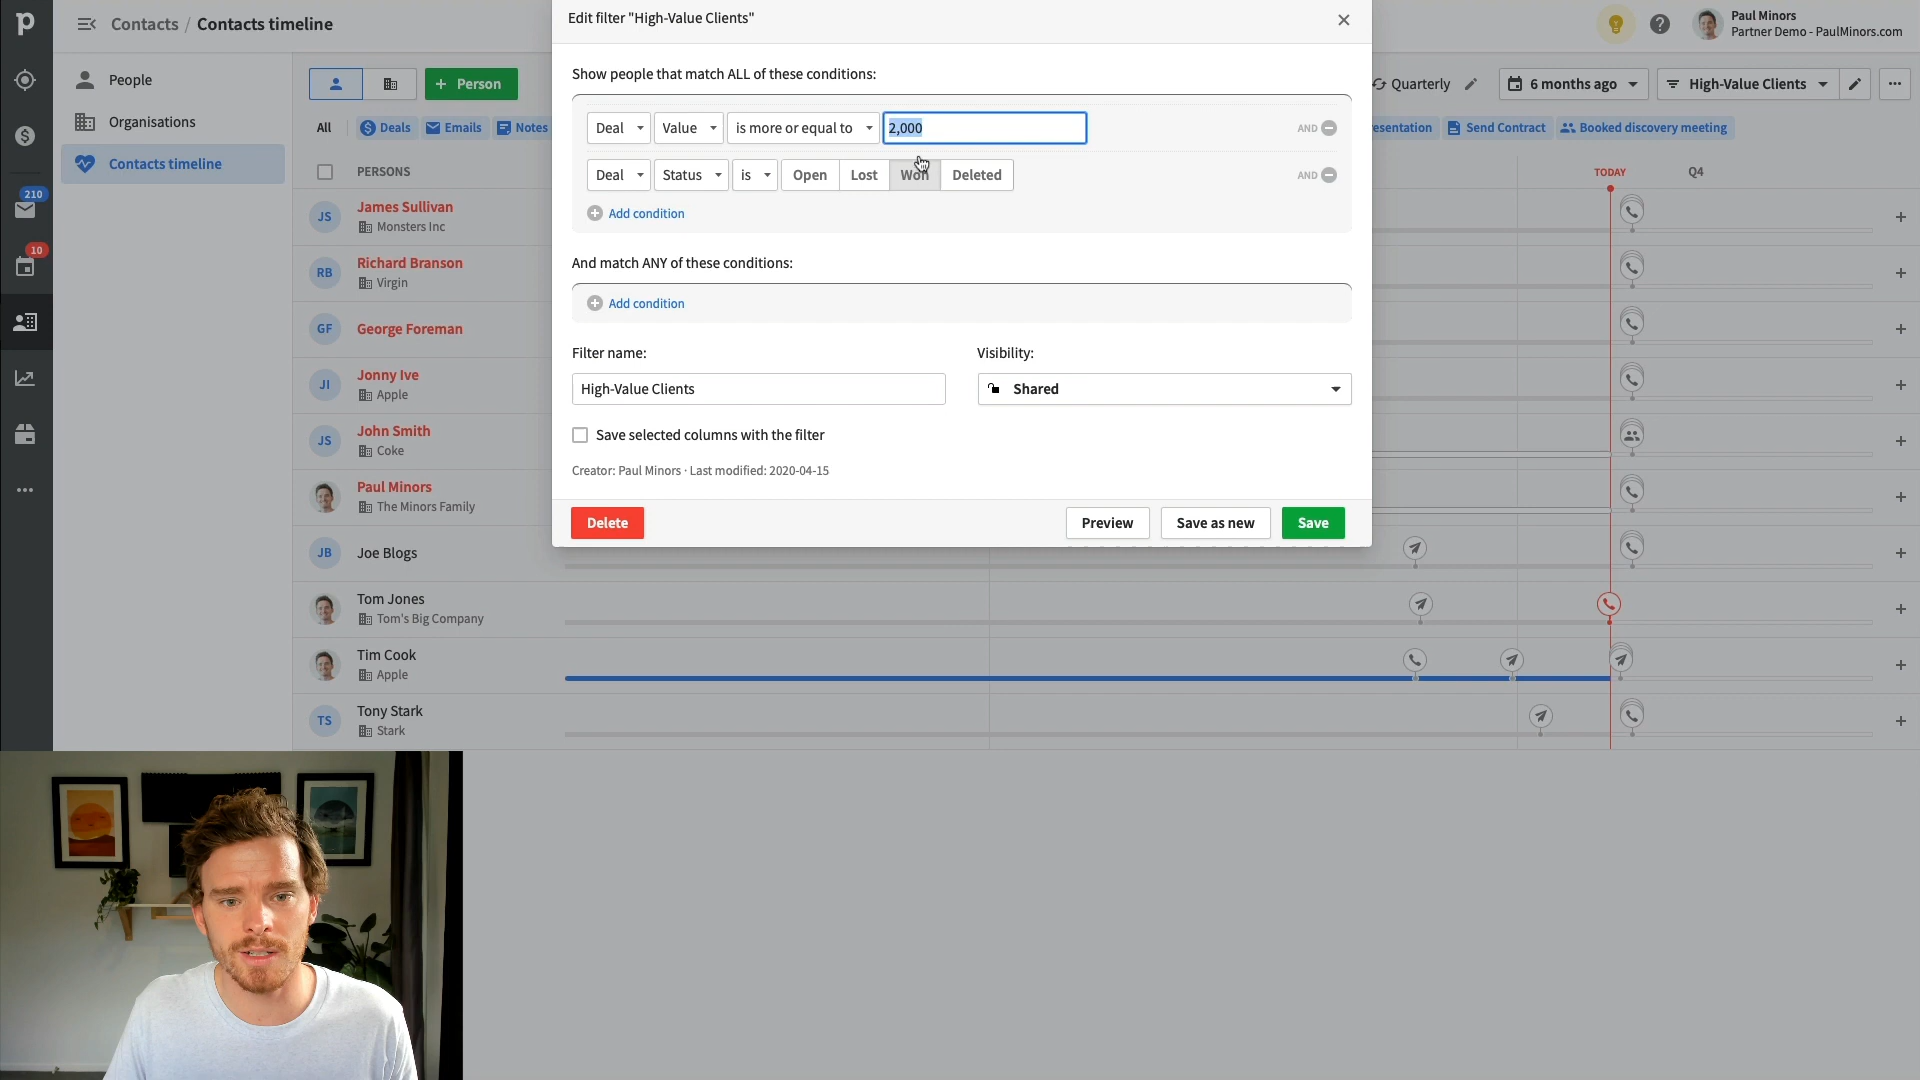 p
Contacts / Contacts timeline
Edit filter "High-Value Clients"
Paul Minors
Partner Demo - PaulMinors.com
People
Organisations
Contacts timeline
210
10
+ Person
Quarterly
6 months ago
High-Value Clients
All
Deals
Emails
Notes
resentation
Send Contract
Booked discovery meeting
PERSONS
TODAY
Q4
JS
James Sullivan
Monsters Inc
RB
Richard Branson
Virgin
GF
George Foreman
JI
Jonny Ive
Apple
JS
John Smith
Coke
Paul Minors
The Minors Family
JB
Joe Blogs
Tom Jones
Tom's Big Company
Tim Cook
Apple
TS
Tony Stark
Stark
Show people that match ALL of these conditions:
Deal
Value
is more or equal to
2,000
AND
Deal
Status
is
Open
Lost
Won
Deleted
AND
Add condition
And match ANY of these conditions:
Add condition
Filter name:
High-Value Clients
Visibility:
Shared
Save selected columns with the filter
Creator: Paul Minors · Last modified: 2020-04-15
Delete
Preview
Save as new
Save